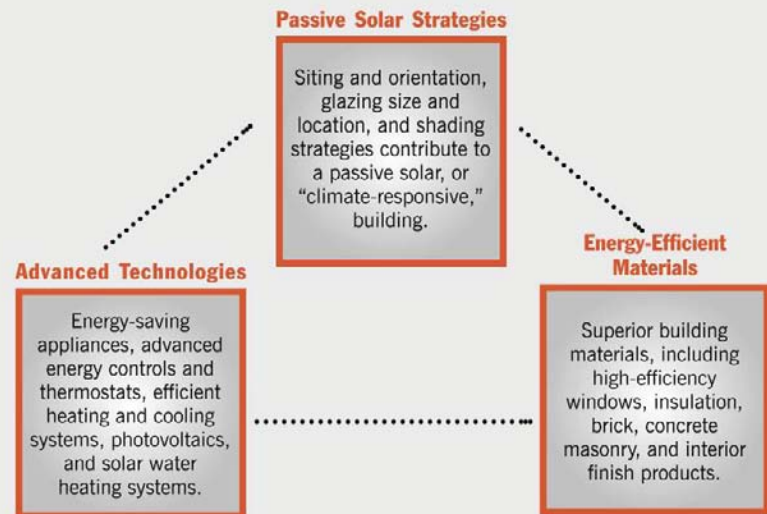 Passive Solar Strategies
Siting and orientation,
glazing size and
location, and shading
strategies contribute to
a passive solar, or
“climate-responsive,”
building.
Advanced Technologies
Energy-saving
appliances, advanced
energy controls and
thermostats, efficient
heating and cooling
systems, photovoltaics,
and solar water
heating systems.
Energy-Efficient
Materials
Superior building
materials, including
high-efficiency
windows, insulation,
brick, concrete
masonry, and interior
finish products.